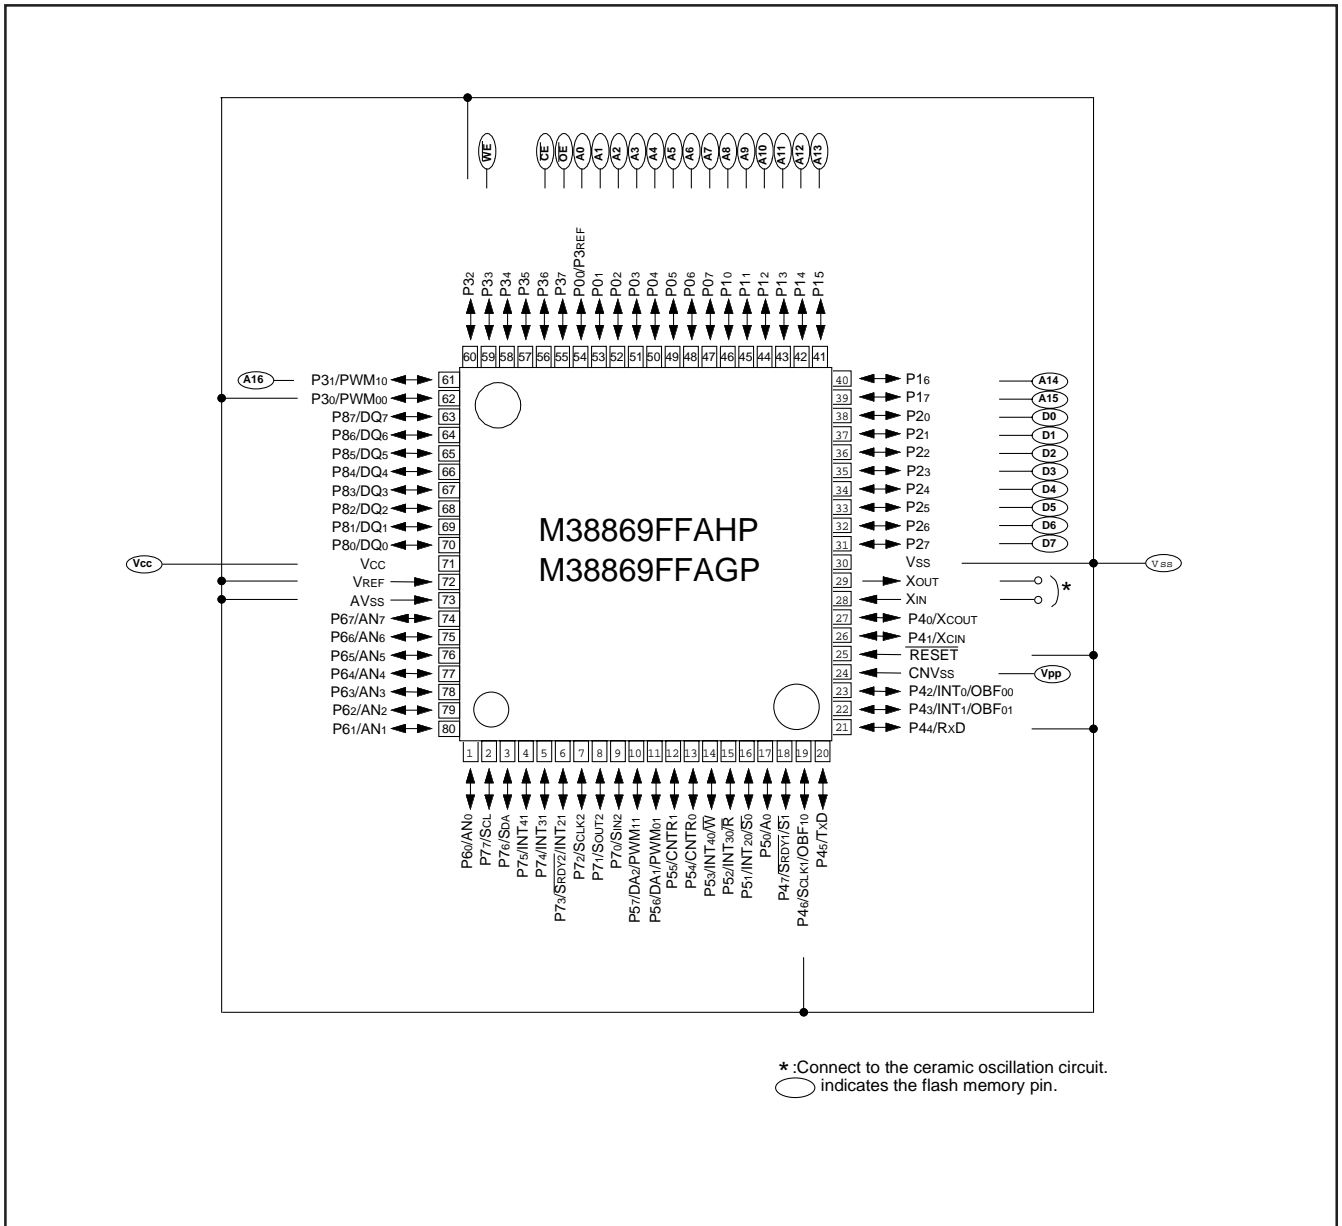 WE CE OE A0 A1 A2 A3 A4 A5 A6 A7 A8 A9 A10 A11 A12 A13
P32 P33 P34 P35 P36 P37 P00/P3REF P01 P02 P03 P04 P05 P06 P07 P10 P11 P12 P13 P14 P15
60 59 58 57 56 55 54 53 52 51 50 49 48 47 46 45 44 43 42 41
A16 P31/PWM10 61
P30/PWM00 62
P87/DQ7 63
P86/DQ6 64
P85/DQ5 65
P84/DQ4 66
P83/DQ3 67
P82/DQ2 68
P81/DQ1 69
P80/DQ0 70
Vcc VCC 71
VREF 72
AVSS 73
P67/AN7 74
P66/AN6 75
P65/AN5 76
P64/AN4 77
P63/AN3 78
P62/AN2 79
P61/AN1 80
M38869FFAHP
M38869FFAGP
40 P16 A14
39 P17 A15
38 P20 D0
37 P21 D1
36 P22 D2
35 P23 D3
34 P24 D4
33 P25 D5
32 P26 D6
31 P27 D7
30 VSS Vss
29 XOUT
28 XIN *
27 P40/XCOUT
26 P41/XCIN
25 RESET
24 CNVSS Vpp
23 P42/INT0/OBF00
22 P43/INT1/OBF01
21 P44/RXD
1 2 3 4 5 6 7 8 9 10 11 12 13 14 15 16 17 18 19 20
P60/AN0 P77/SCL P76/SDA P75/INT41 P74/INT31 P73/SRDY2/INT21 P72/SCLK2 P71/SOUT2 P70/SIN2 P57/DA2/PWM11 P56/DA1/PWM01 P55/CNTR1 P54/CNTR0 P53/INT40/W P52/INT30/R P51/INT20/S0 P50/A0 P47/SRDY1/S1 P46/SCLK1/OBF10 P45/TXD
* :Connect to the ceramic oscillation circuit.
indicates the flash memory pin.